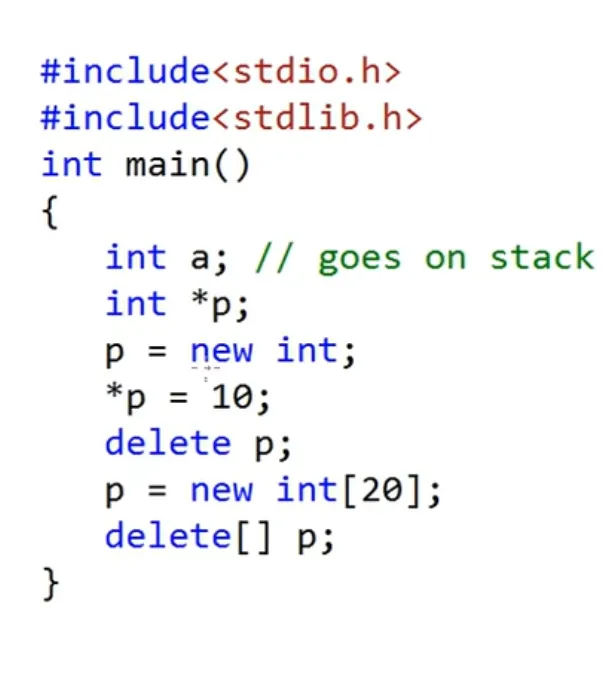 #include<stdio.h>
#include<stdlib.h>
int main()
{
   int a; // goes on stack
   int *p;
   p = new int;
   *p = 10;
   delete p;
   p = new int[20];
   delete[] p;
}